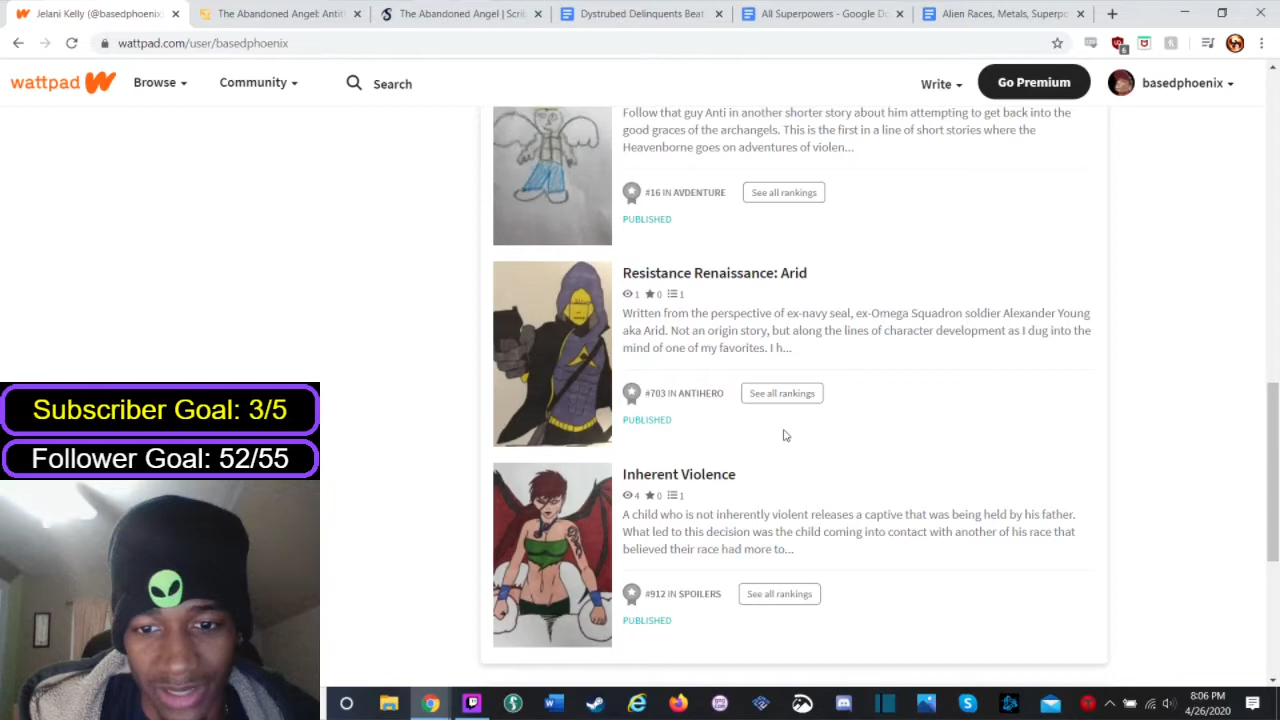 Jelani Kelly (@basedphoenix)
The Abandoned Angel Antit
The Abandoned Angel | Scri
Dystrubed Delinquents Beat
All Superpowers - Google Do
Alien Races, Metals, Superpo
wattpad.com/user/basedphoenix
6
wattpad
Browse
Community
Search
Write
Go Premium
basedphoenix
Follow that guy Anti in another shorter story about him attempting to get back into the
good graces of the archangels. This is the first in a line of short stories where the
Heavenborne goes on adventures of violen...
#16 IN AVDENTURE
See all rankings
PUBLISHED
Resistance Renaissance: Arid
1 0 1
Written from the perspective of ex-navy seal, ex-Omega Squadron soldier Alexander Young
aka Arid. Not an origin story, but along the lines of character development as I dug into the
mind of one of my favorites. I h...
#703 IN ANTIHERO
See all rankings
PUBLISHED
Inherent Violence
4 0 1
A child who is not inherently violent releases a captive that was being held by his father.
What led to this decision was the child coming into contact with another of his race that
believed their race had more to...
#912 IN SPOILERS
See all rankings
PUBLISHED
Subscriber Goal: 3/5
Follower Goal: 52/55
8:06 PM
4/26/2020